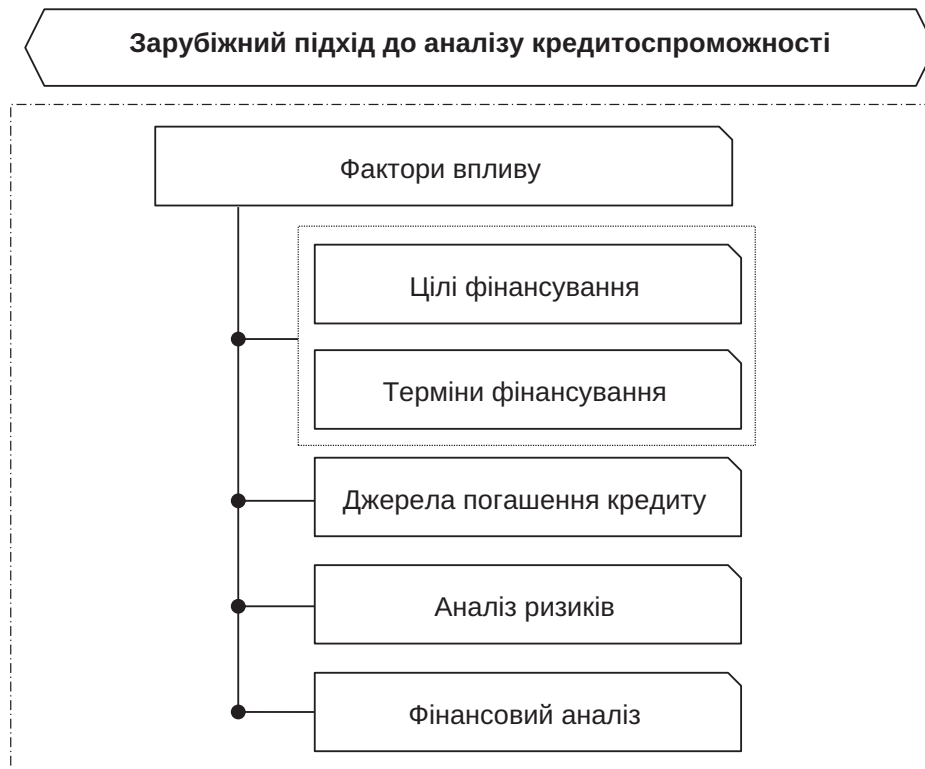 Зарубіжний підхід до аналізу кредитоспроможності
Фактори впливу
Цілі фінансування
Терміни фінансування
Джерела погашення кредиту
Аналіз ризиків
Фінансовий аналіз